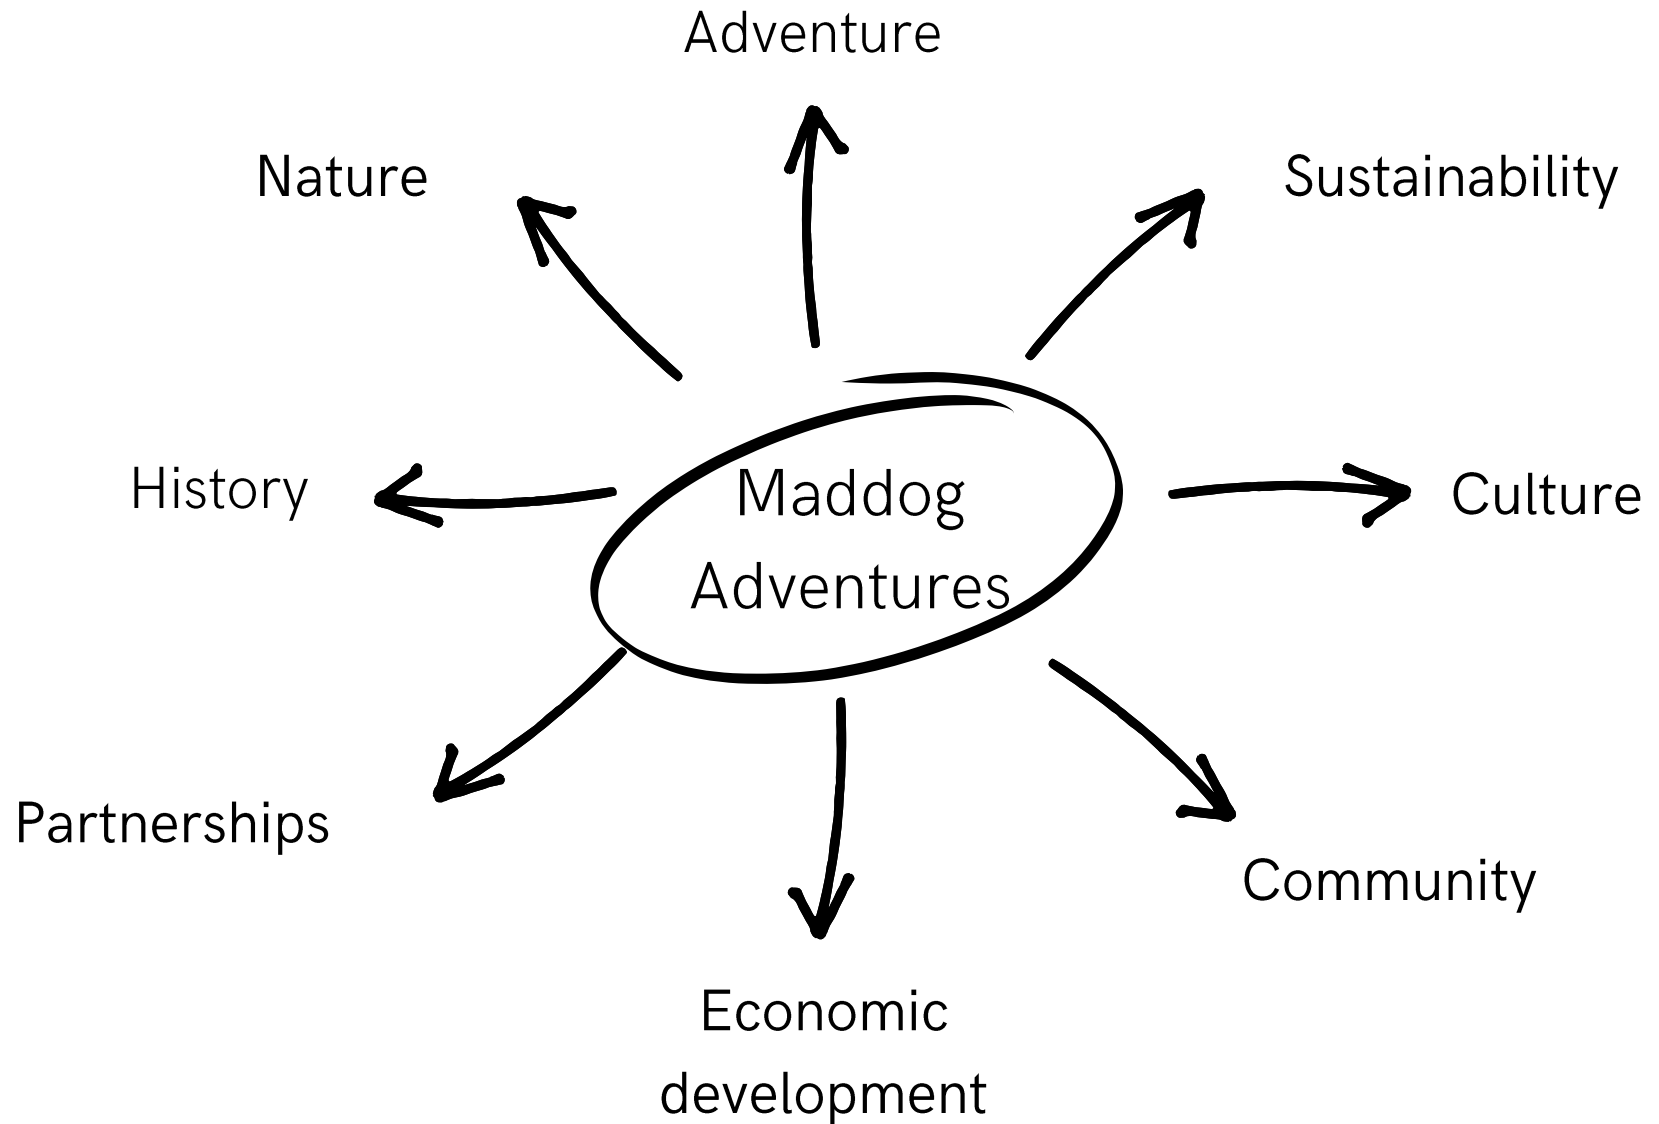 Adventure
Nature
Sustainability
History
Maddog
Adventures
Culture
Partnerships
Community
Economic
development